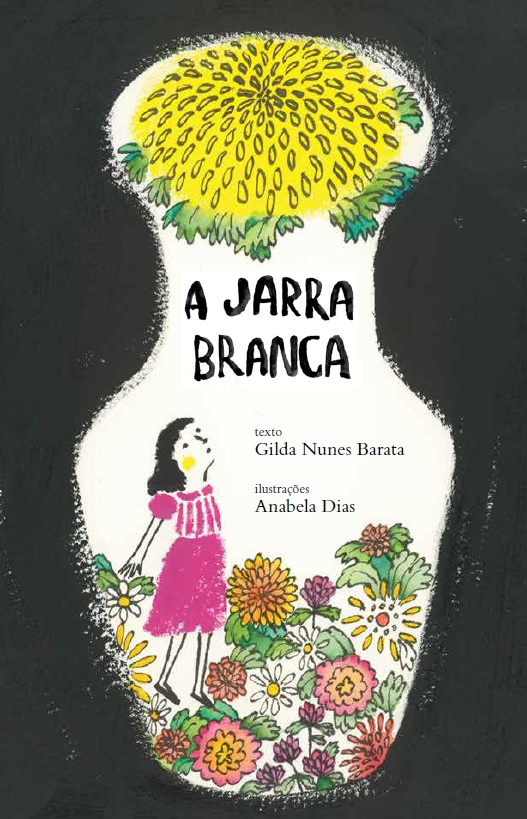 A JARRA
BRANCA
texto
Gilda Nunes Barata
ilustrações
Anabela Dias